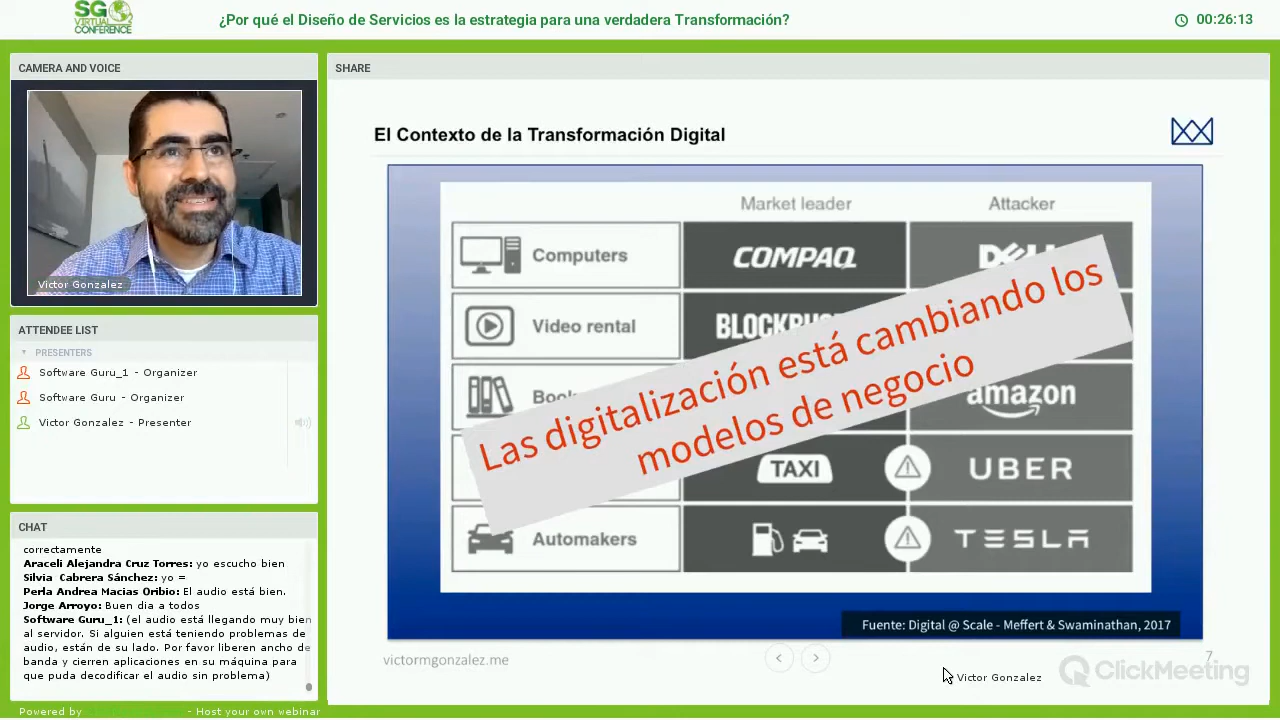 SG
VIRTUAL
CONFERENCE
¿Por qué el Diseño de Servicios es la estrategia para una verdadera Transformación?
00:26:13
CAMERA AND VOICE
Victor Gonzalez
ATTENDEE LIST
PRESENTERS
Software Guru_1 - Organizer
Software Guru - Organizer
Victor Gonzalez - Presenter
CHAT
correctamente
Araceli Alejandra Cruz Torres: yo escucho bien
Silvia Cabrera Sánchez: yo =
Perla Andrea Macias Oribio: El audio está bien.
Jorge Arroyo: Buen dia a todos
Software Guru_1: (el audio está llegando muy bien
al servidor. Si alguien está teniendo problemas de
audio, están de su lado. Por favor liberen ancho de
banda y cierren aplicaciones en su máquina para
que puda decodificar el audio sin problema)
Powered by
- Host your own webinar
SHARE
El Contexto de la Transformación Digital
Market leader
Attacker
Computers
COMPAQ
DELL
Video rental
Las digitalización está cambiando los
modelos de negocio
amazon
TAXI
UBER
Automakers
TESLA
Fuente: Digital @ Scale - Meffert & Swaminathan, 2017
victormgonzalez.me
7
Victor Gonzalez
ClickMeeting